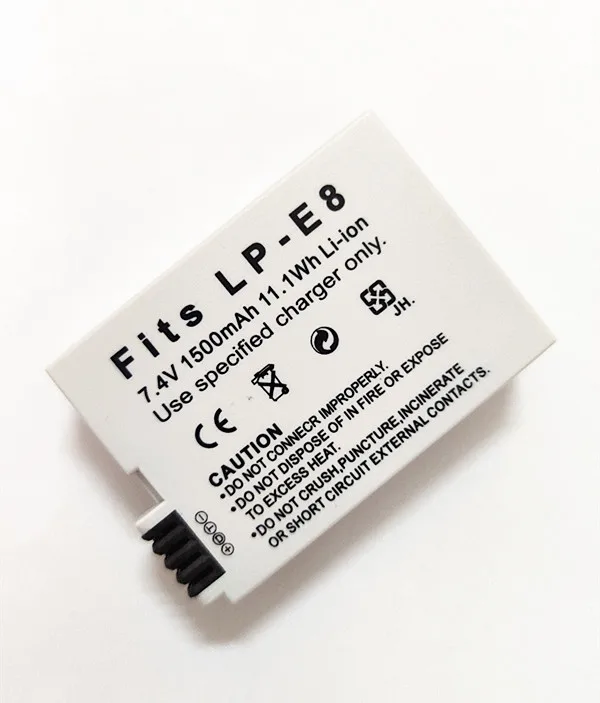 Fits LP-E8
7.4V 1500mAh 11.1Wh Li-ion
Use specified charger only.
CE
JH.
CAUTION
•DO NOT CONNECR IMPROPERLY.
•DO NOT DISPOSE OF IN FIRE OR EXPOSE
TO EXCESS HEAT.
•DO NOT CRUSH,PUNCTURE,INCINERATE
OR SHORT CIRCUIT EXTERNAL CONTACTS.